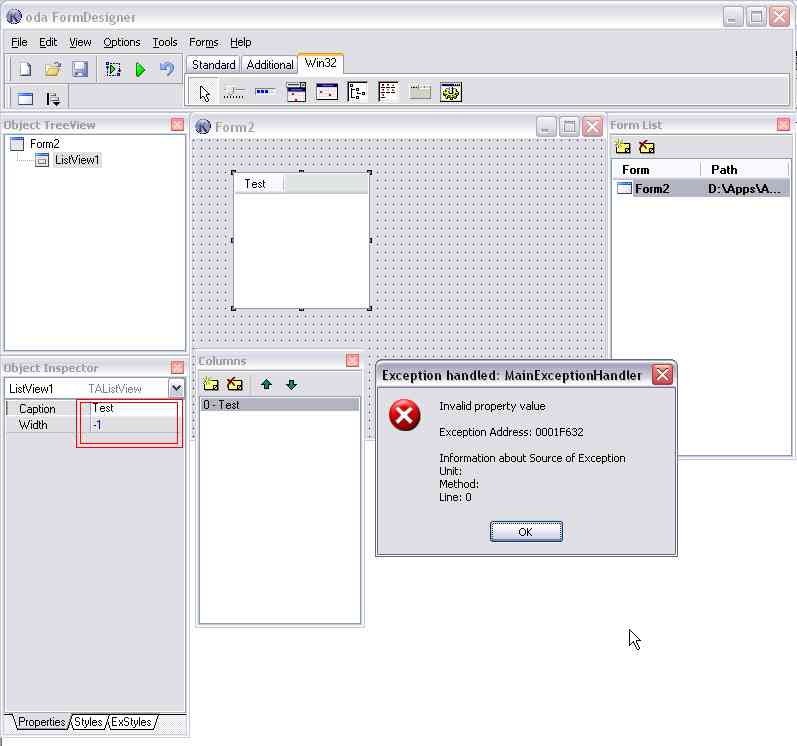 oda FormDesigner
File Edit View Options Tools Forms Help
Standard Additional Win32
Object TreeView
Form2
ListView1
Form2
Test
Form List
Form Path
Form2 D:\Apps\A...
Object Inspector
ListView1 TAListView
Caption Test
Width -1
Properties Styles ExStyles
Columns
0 - Test
Exception handled: MainExceptionHandler
Invalid property value
Exception Address: 0001F632
Information about Source of Exception
Unit:
Method:
Line: 0
OK